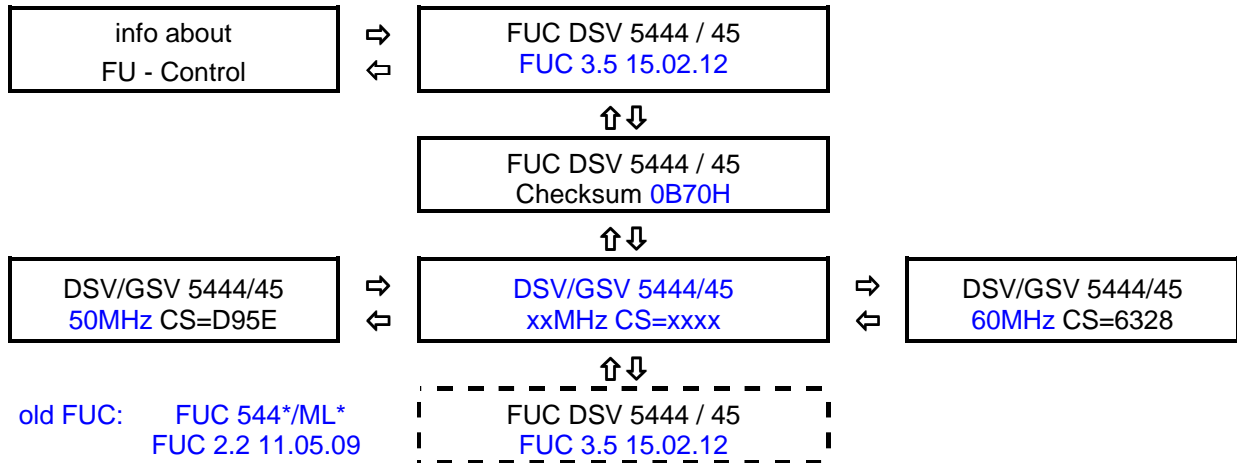 info about
FU - Control
FUC DSV 5444 / 45
FUC 3.5 15.02.12
FUC DSV 5444 / 45
Checksum 0B70H
DSV/GSV 5444/45
50MHz CS=D95E
DSV/GSV 5444/45
xxMHz CS=xxxx
DSV/GSV 5444/45
60MHz CS=6328
old FUC: FUC 544*/ML*
FUC 2.2 11.05.09
FUC DSV 5444 / 45
FUC 3.5 15.02.12